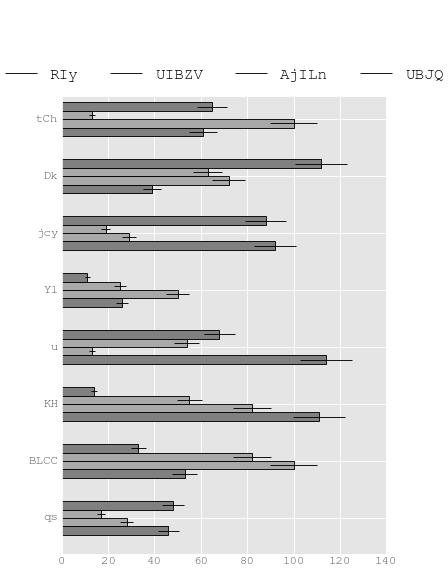 RIy UIBZV AjILn UBJQ
tCh
Dk
jcy
Yl
u
KH
BLCC
qs
0 20 40 60 80 100 120 140